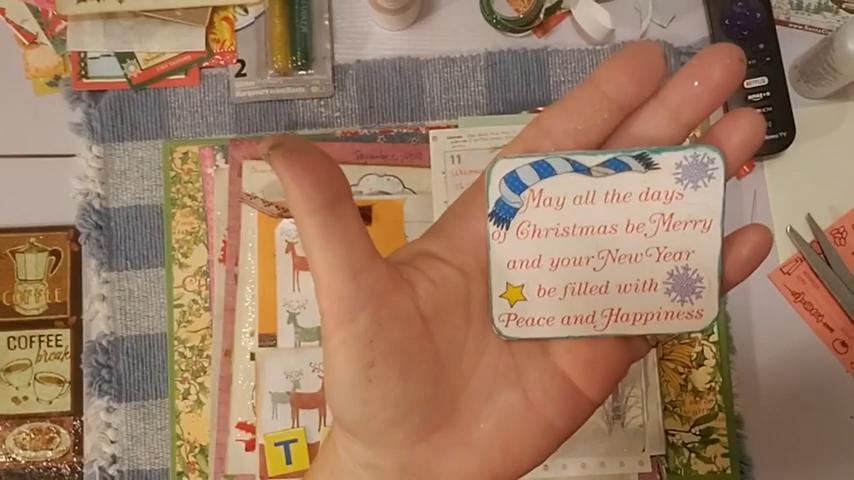 May all the days
of Christmas be Merry
and your New Year
be filled with
Peace and Happiness
COFFEE
COFFEE
break
T
2
11
NETFLIX